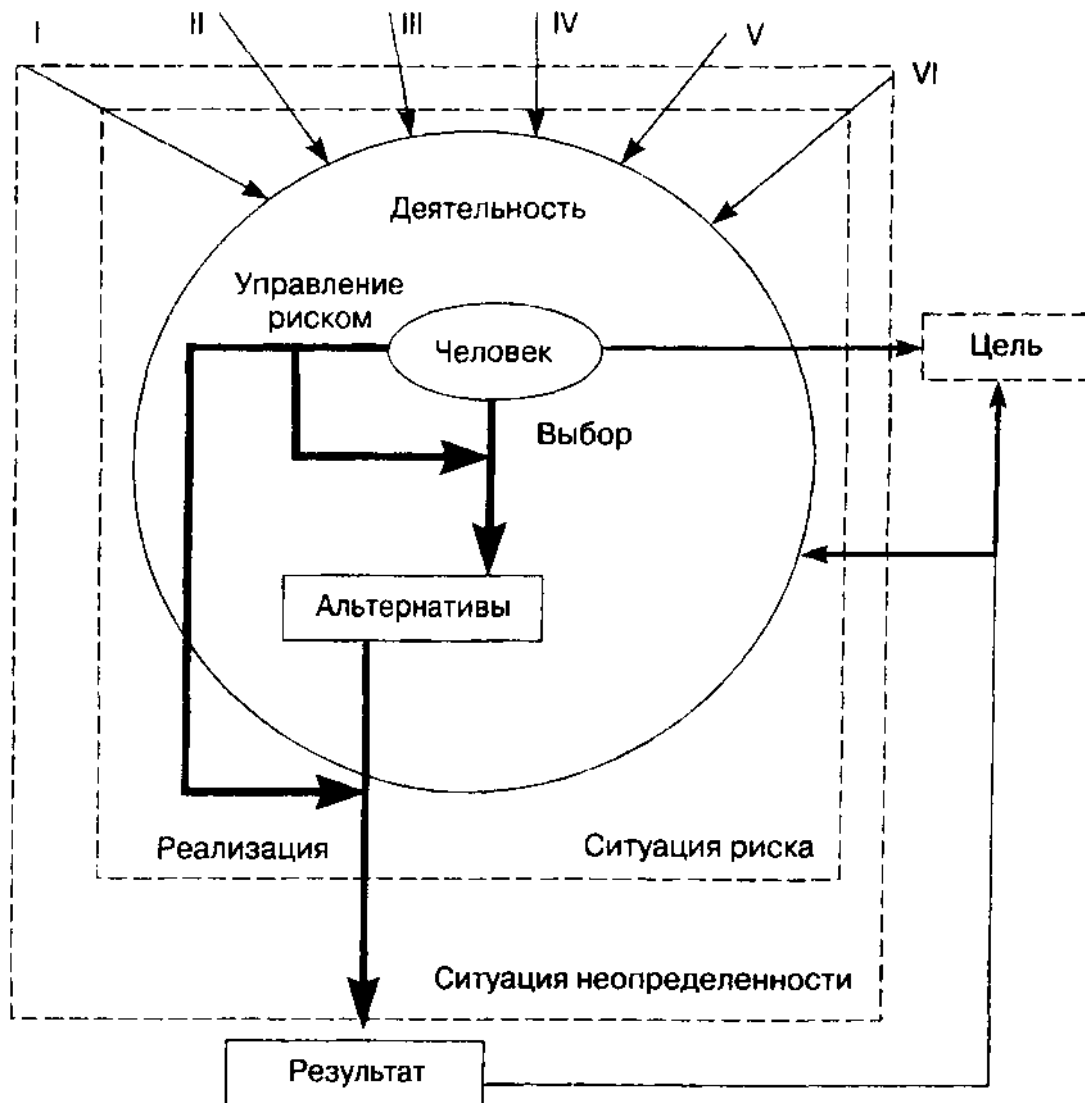 I
II
III
IV
V
VI
Деятельность
Управление
риском
Человек
Цель
Выбор
Альтернативы
Реализация
Ситуация риска
Ситуация неопределенности
Результат